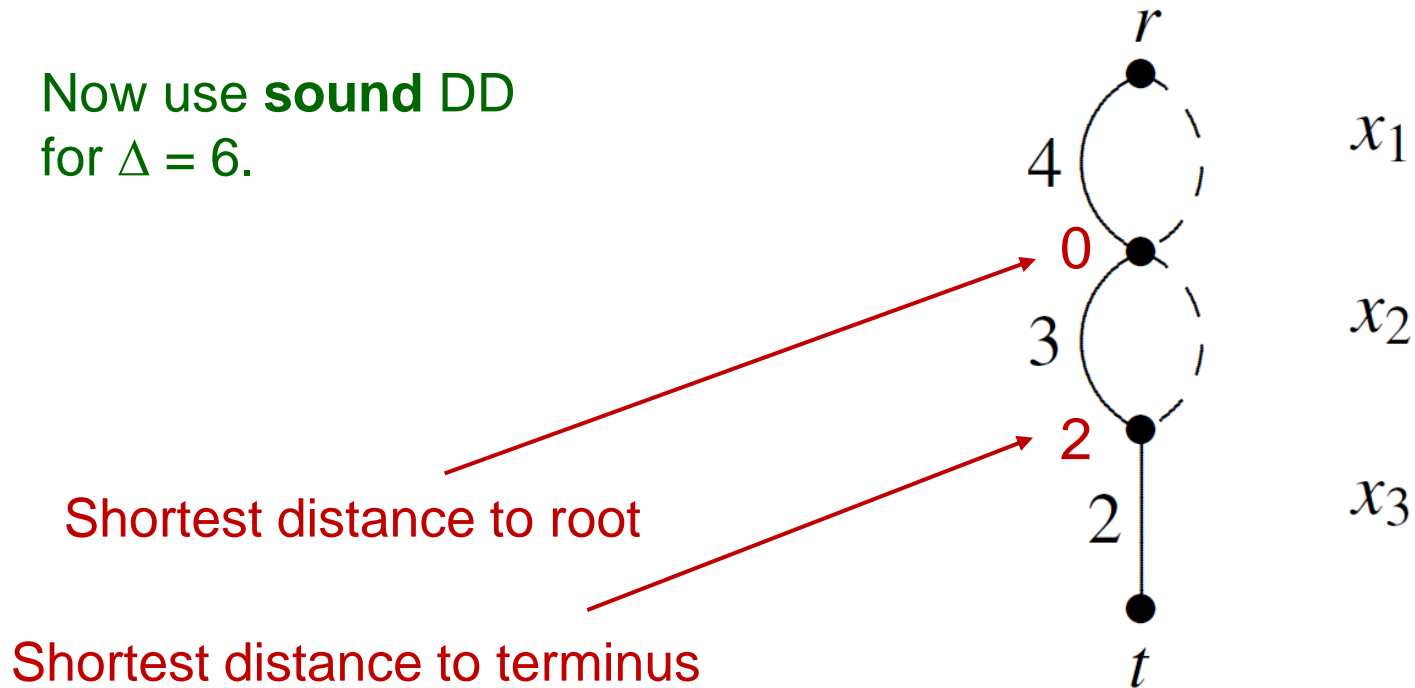 r
Now use sound DD
for Δ = 6.
x₁
4
0
x₂
3
2
Shortest distance to root
x₃
2
Shortest distance to terminus
t